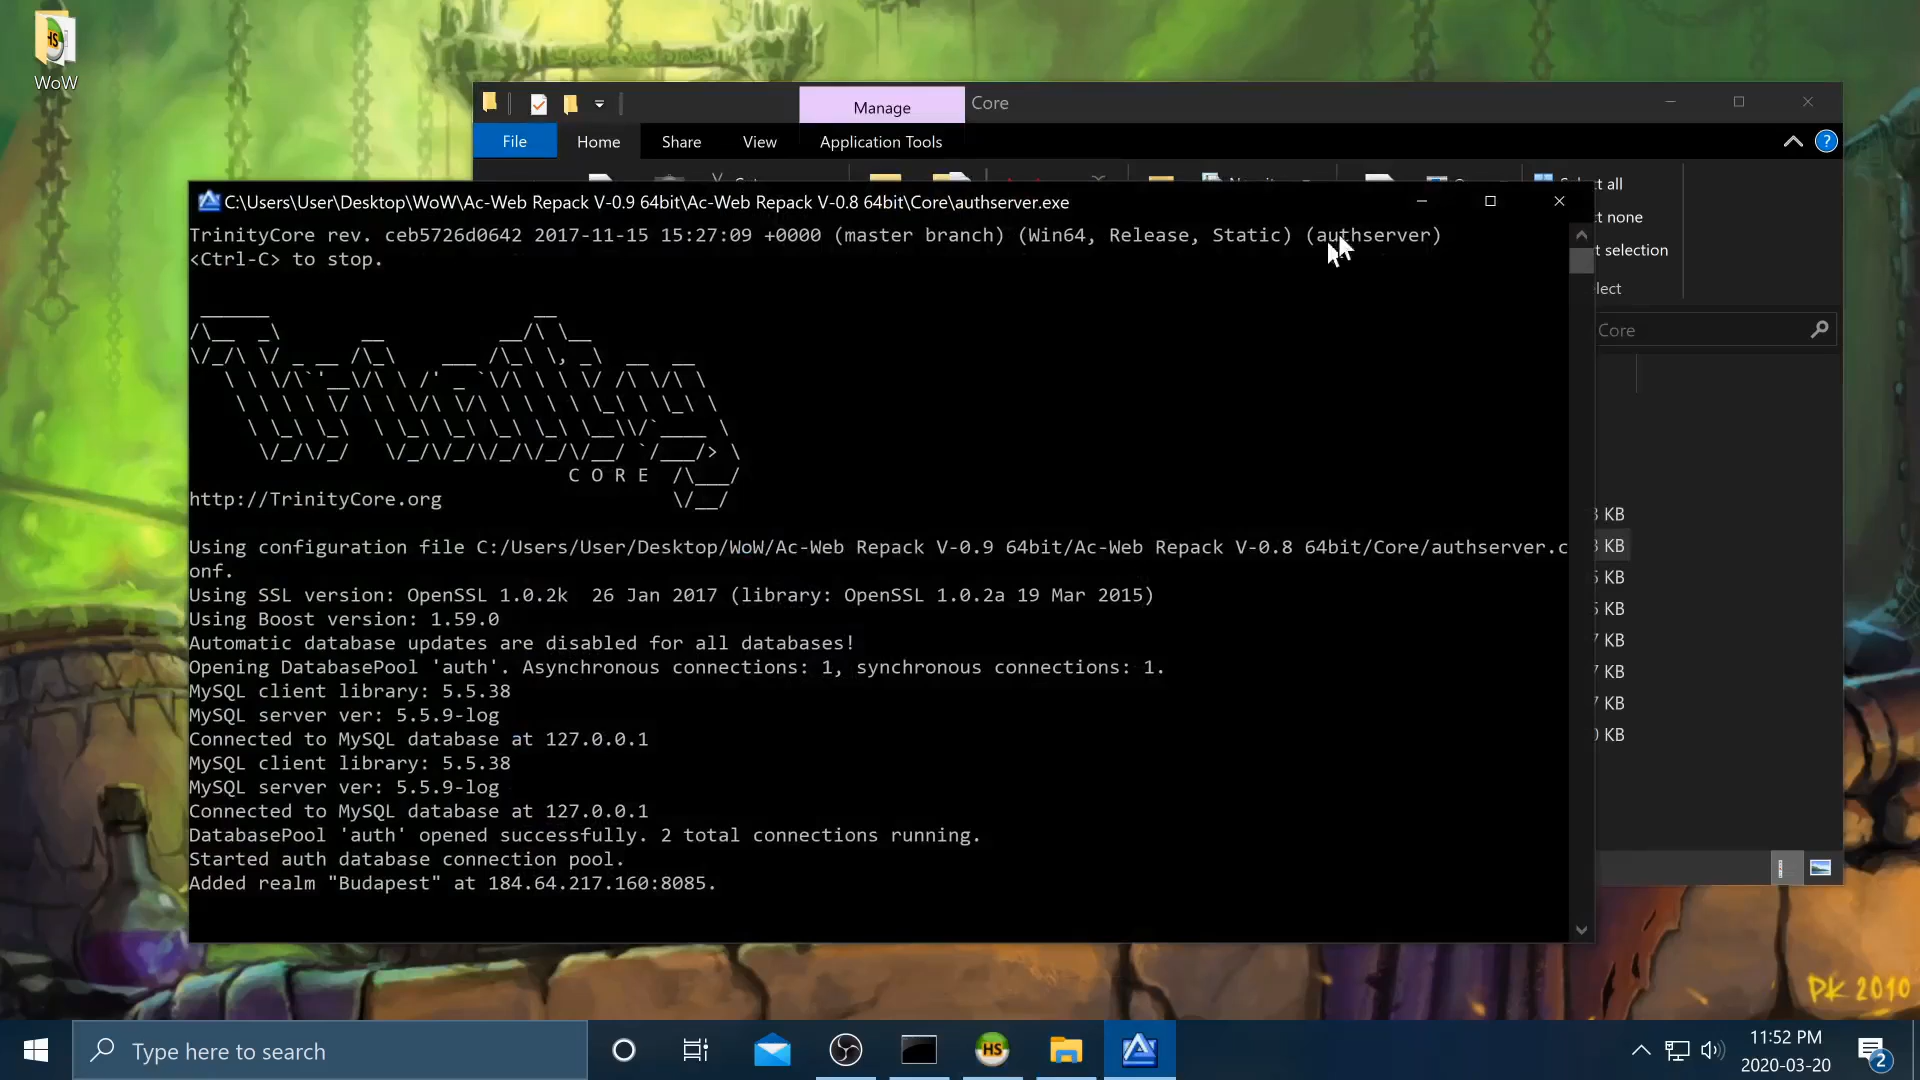 WoW
Manage
Core
File
Home
Share
View
Application Tools
C:\Users\User\Desktop\WoW\Ac-Web Repack V-0.9 64bit\Ac-Web Repack V-0.8 64bit\Core\authserver.exe
TrinityCore rev. ceb5726d0642 2017-11-15 15:27:09 +0000 (master branch) (Win64, Release, Static) (authserver)
<Ctrl-C> to stop.
C O R E
http://TrinityCore.org
Using configuration file C:/Users/User/Desktop/WoW/Ac-Web Repack V-0.9 64bit/Ac-Web Repack V-0.8 64bit/Core/authserver.c
onf.
Using SSL version: OpenSSL 1.0.2k  26 Jan 2017 (library: OpenSSL 1.0.2a 19 Mar 2015)
Using Boost version: 1.59.0
Automatic database updates are disabled for all databases!
Opening DatabasePool 'auth'. Asynchronous connections: 1, synchronous connections: 1.
MySQL client library: 5.5.38
MySQL server ver: 5.5.9-log
Connected to MySQL database at 127.0.0.1
MySQL client library: 5.5.38
MySQL server ver: 5.5.9-log
Connected to MySQL database at 127.0.0.1
DatabasePool 'auth' opened successfully. 2 total connections running.
Started auth database connection pool.
Added realm "Budapest" at 184.64.217.160:8085.
all
none
selection
Core
KB
KB
KB
KB
KB
KB
KB
KB
PK 2010
Type here to search
HS
11:52 PM
2020-03-20
2